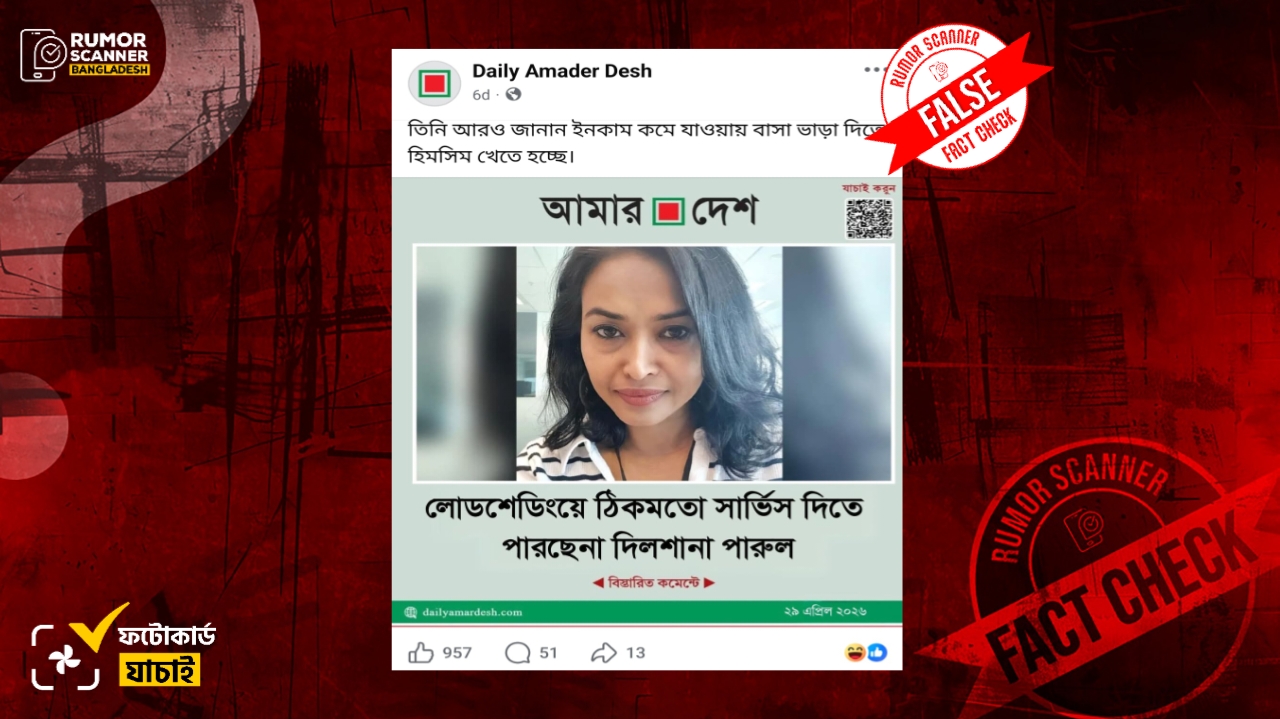 RUMOR
SCANNER
BANGLADESH
Daily Amader Desh
6d
তিনি আরও জানান ইনকাম কমে যাওয়ায় বাসা ভাড়া দিতে
হিমসিম খেতে হচ্ছে।
RUMOR SCANNER
FALSE
FACT CHECK
আমার দেশ
যাচাই করুন
লোডশেডিংয়ে ঠিকমতো সার্ভিস দিতে
পারছেনা দিলশানা পারুল
বিস্তারিত কমেন্টে
dailyamardesh.com
২৯ এপ্রিল ২০২৬
957
51
13
ফটোকার্ড
যাচাই
RUMOR SCANNER
FACT CHECK